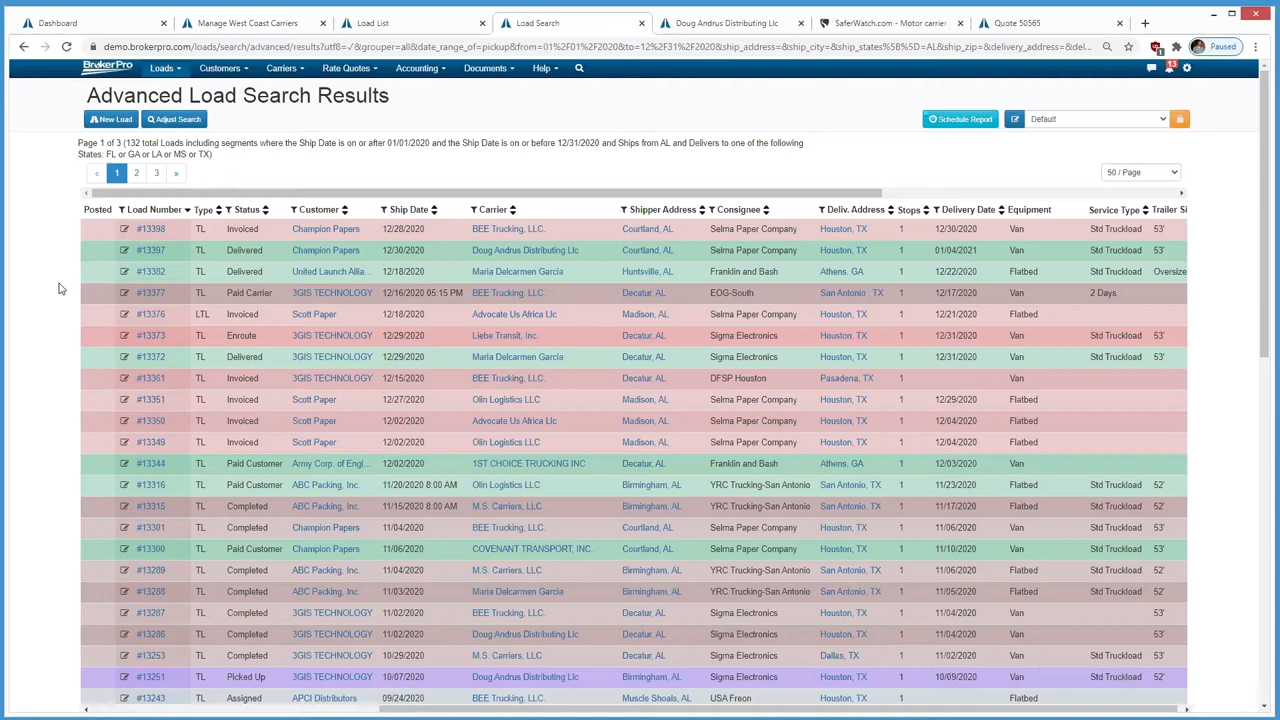 Dashboard × Manage West Coast Carriers × Load List × Load Search × Doug Andrus Distributing Llc × SaferWatch.com - Motor carrier × Quote 50565 × +
demo.brokerpro.com/loads/search/advanced/results?utf8=√&grouper=all&date_range_of=pickup&from=01%2F01%2F2020&to=12%2F31%2F2020&ship_address=&ship_city=&ship_states%5B%5D=AL&ship_zip=&delivery_address=&del... 1 Paused
BrokerPro Loads Customers Carriers Rate Quotes Accounting Documents Help 13
Advanced Load Search Results
New Load Adjust Search Schedule Report Default
Page 1 of 3 (132 total Loads including segments where the Ship Date is on or after 01/01/2020 and the Ship Date is on or before 12/31/2020 and Ships from AL and Delivers to one of the following
States: FL or GA or LA or MS or TX)
« 1 2 3 » 50 / Page
Posted Load Number Type Status Customer Ship Date Carrier Shipper Address Consignee Deliv. Address Stops Delivery Date Equipment Service Type Trailer Si
#13398 TL Invoiced Champion Papers 12/28/2020 BEE Trucking, LLC. Courtland, AL Selma Paper Company Houston, TX 1 12/30/2020 Van Std Truckload 53'
#13397 TL Delivered Champion Papers 12/30/2020 Doug Andrus Distributing Llc Courtland, AL Selma Paper Company Houston, TX 1 01/04/2021 Van Std Truckload 53'
#13382 TL Delivered United Launch Allia... 12/18/2020 Maria Delcarmen Garcia Huntsville, AL Franklin and Bash Athens, GA 1 12/22/2020 Flatbed Std Truckload Oversize
#13377 TL Paid Carrier 3GIS TECHNOLOGY 12/16/2020 05:15 PM BEE Trucking, LLC. Decatur, AL EOG-South San Antonio, TX 1 12/17/2020 Van 2 Days
#13376 LTL Invoiced Scott Paper 12/18/2020 Advocate Us Africa Llc Madison, AL Selma Paper Company Houston, TX 1 12/21/2020 Flatbed
#13373 TL Enroute 3GIS TECHNOLOGY 12/29/2020 Liebe Transit, Inc. Decatur, AL Sigma Electronics Houston, TX 1 12/31/2020 Van Std Truckload 53'
#13372 TL Delivered 3GIS TECHNOLOGY 12/29/2020 Maria Delcarmen Garcia Decatur, AL Sigma Electronics Houston, TX 1 12/31/2020 Van Std Truckload 53'
#13361 TL Invoiced 3GIS TECHNOLOGY 12/15/2020 BEE Trucking, LLC. Decatur, AL DFSP Houston Pasadena, TX 1 Van
#13351 TL Invoiced Scott Paper 12/27/2020 Olin Logistics LLC Madison, AL Selma Paper Company Houston, TX 1 12/29/2020 Flatbed
#13350 TL Invoiced Scott Paper 12/02/2020 Advocate Us Africa Llc Madison, AL Selma Paper Company Houston, TX 1 12/04/2020 Flatbed
#13349 TL Invoiced Scott Paper 12/02/2020 Olin Logistics LLC Madison, AL Selma Paper Company Houston, TX 1 12/04/2020 Flatbed
#13344 TL Paid Customer Army Corp. of Engi... 12/02/2020 1ST CHOICE TRUCKING INC Decatur, AL Franklin and Bash Athens, GA 1 12/03/2020 Van
#13316 TL Paid Customer ABC Packing, Inc. 11/20/2020 8:00 AM Olin Logistics LLC Birmingham, AL YRC Trucking-San Antonio San Antonio, TX 1 11/23/2020 Flatbed Std Truckload 52'
#13315 TL Completed ABC Packing, Inc. 11/15/2020 8:00 AM M.S. Carriers, LLC Birmingham, AL YRC Trucking-San Antonio San Antonio, TX 1 11/17/2020 Flatbed Std Truckload 52'
#13301 TL Completed Champion Papers 11/04/2020 BEE Trucking, LLC. Courtland, AL Selma Paper Company Houston, TX 1 11/06/2020 Van Std Truckload 53'
#13300 TL Paid Customer Champion Papers 11/06/2020 COVENANT TRANSPORT, INC. Courtland, AL Selma Paper Company Houston, TX 1 11/10/2020 Van Std Truckload 53'
#13289 TL Completed ABC Packing, Inc. 11/04/2020 M.S. Carriers, LLC Birmingham, AL YRC Trucking-San Antonio San Antonio, TX 1 11/06/2020 Flatbed Std Truckload 52'
#13288 TL Completed ABC Packing, Inc. 11/03/2020 Maria Delcarmen Garcia Birmingham, AL YRC Trucking-San Antonio San Antonio, TX 1 11/05/2020 Flatbed Std Truckload 52'
#13287 TL Completed 3GIS TECHNOLOGY 11/02/2020 BEE Trucking, LLC. Decatur, AL Sigma Electronics Houston, TX 1 11/04/2020 Van 53'
#13286 TL Completed 3GIS TECHNOLOGY 11/02/2020 Doug Andrus Distributing Llc Decatur, AL Sigma Electronics Houston, TX 1 11/04/2020 Van 53'
#13253 TL Completed 3GIS TECHNOLOGY 10/29/2020 M.S. Carriers, LLC Decatur, AL Sigma Electronics Dallas, TX 1 11/02/2020 Van Std Truckload 53'
#13251 TL Picked Up 3GIS TECHNOLOGY 10/07/2020 Doug Andrus Distributing Llc Decatur, AL Sigma Electronics Houston, TX 1 10/09/2020 Van Std Truckload 52'
#13243 TL Assigned APCI Distributors 09/24/2020 BEE Trucking, LLC. Muscle Shoals, AL USA Freon Houston, TX 1 Flatbed